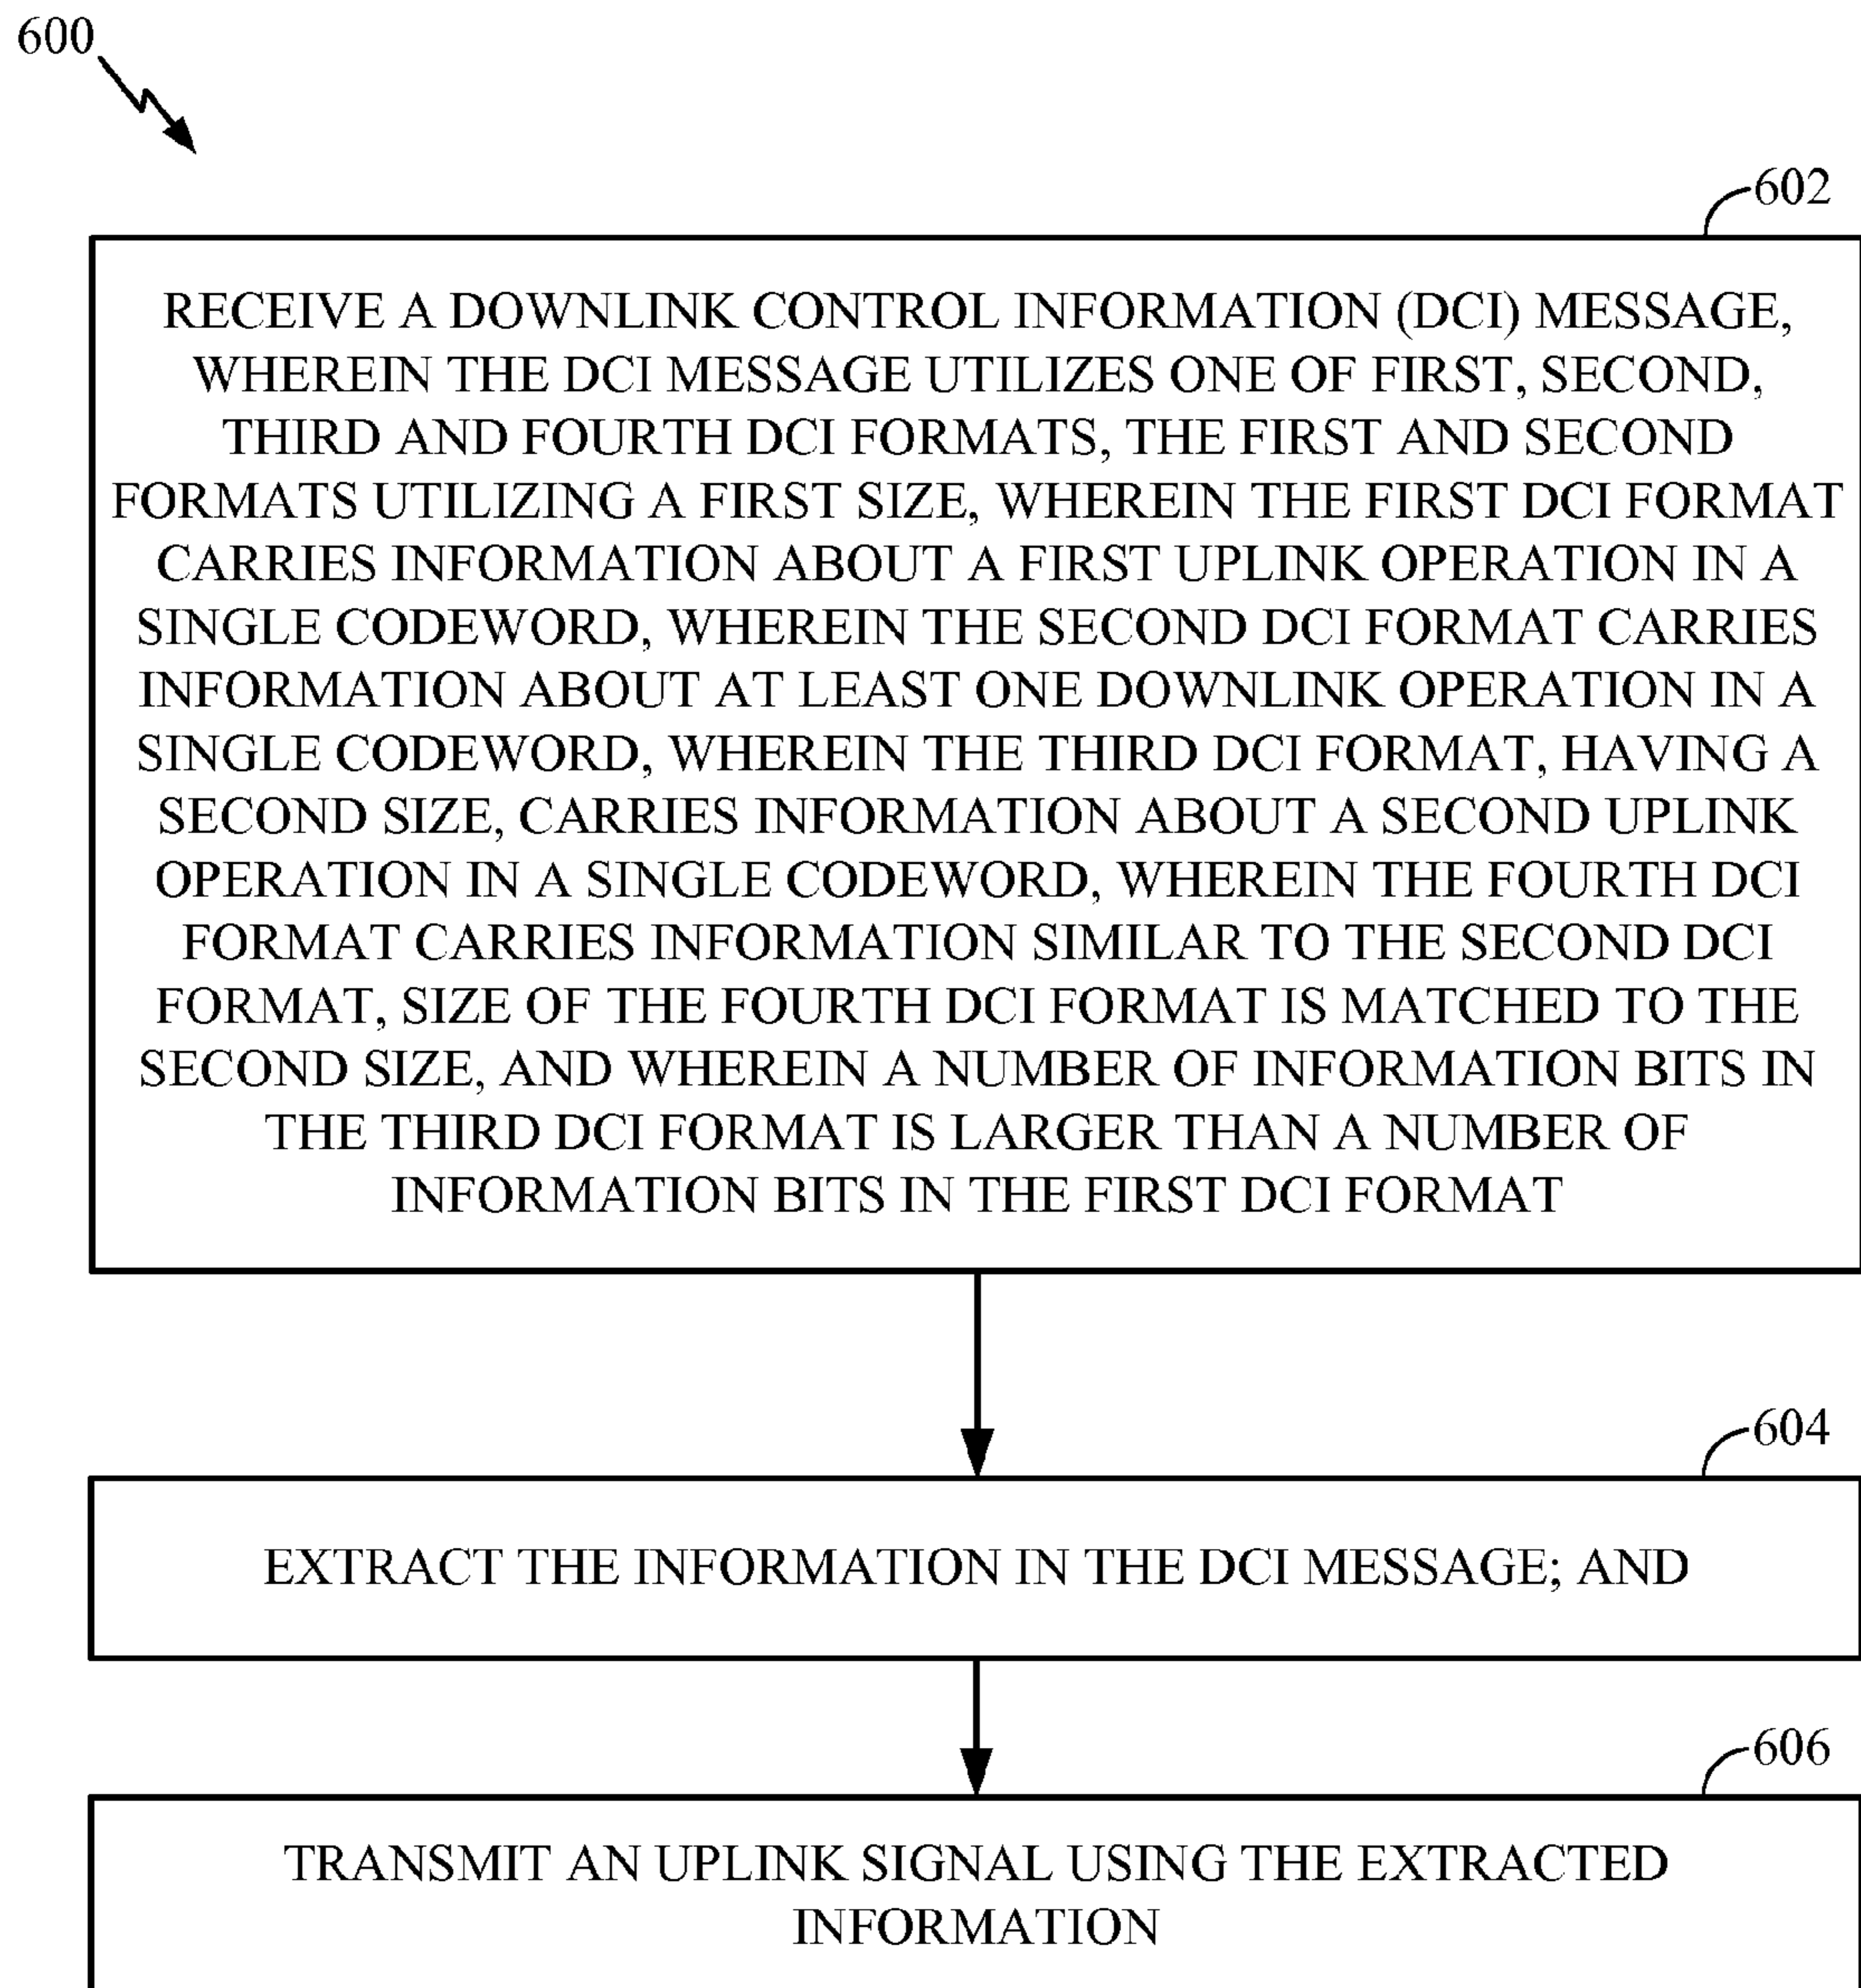 600
602
RECEIVE A DOWNLINK CONTROL INFORMATION (DCI) MESSAGE,
WHEREIN THE DCI MESSAGE UTILIZES ONE OF FIRST, SECOND,
THIRD AND FOURTH DCI FORMATS, THE FIRST AND SECOND
FORMATS UTILIZING A FIRST SIZE, WHEREIN THE FIRST DCI FORMAT
CARRIES INFORMATION ABOUT A FIRST UPLINK OPERATION IN A
SINGLE CODEWORD, WHEREIN THE SECOND DCI FORMAT CARRIES
INFORMATION ABOUT AT LEAST ONE DOWNLINK OPERATION IN A
SINGLE CODEWORD, WHEREIN THE THIRD DCI FORMAT, HAVING A
SECOND SIZE, CARRIES INFORMATION ABOUT A SECOND UPLINK
OPERATION IN A SINGLE CODEWORD, WHEREIN THE FOURTH DCI
FORMAT CARRIES INFORMATION SIMILAR TO THE SECOND DCI
FORMAT, SIZE OF THE FOURTH DCI FORMAT IS MATCHED TO THE
SECOND SIZE, AND WHEREIN A NUMBER OF INFORMATION BITS IN
THE THIRD DCI FORMAT IS LARGER THAN A NUMBER OF
INFORMATION BITS IN THE FIRST DCI FORMAT
604
EXTRACT THE INFORMATION IN THE DCI MESSAGE; AND
606
TRANSMIT AN UPLINK SIGNAL USING THE EXTRACTED
INFORMATION